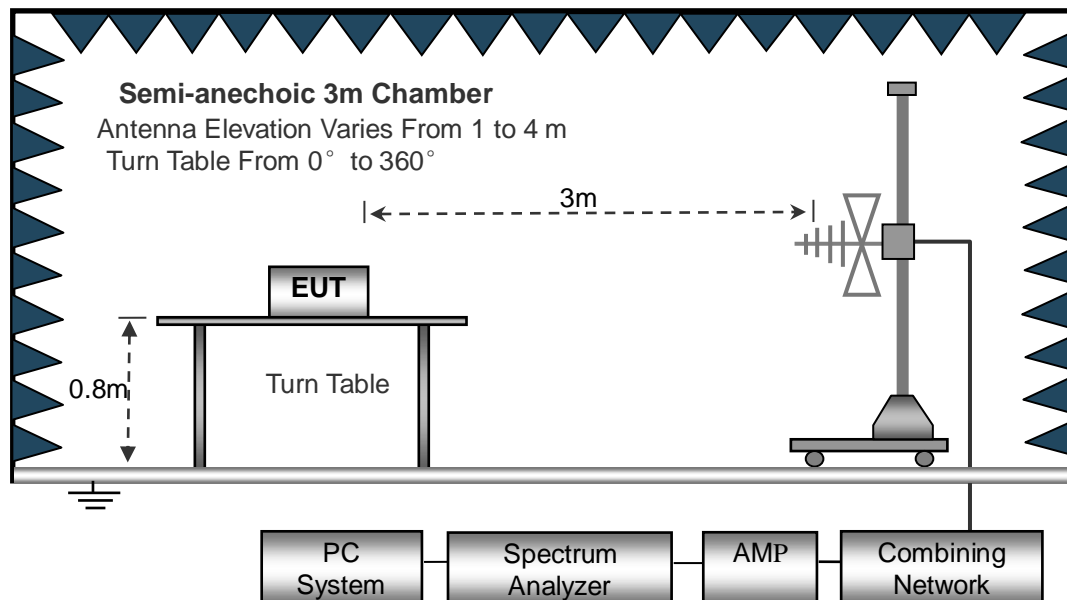 Semi-anechoic 3m Chamber
Antenna Elevation Varies From 1 to 4 m
Turn Table From 0° to 360°
3m
EUT
0.8m
Turn Table
PC
System
Spectrum
Analyzer
AMP
Combining
Network